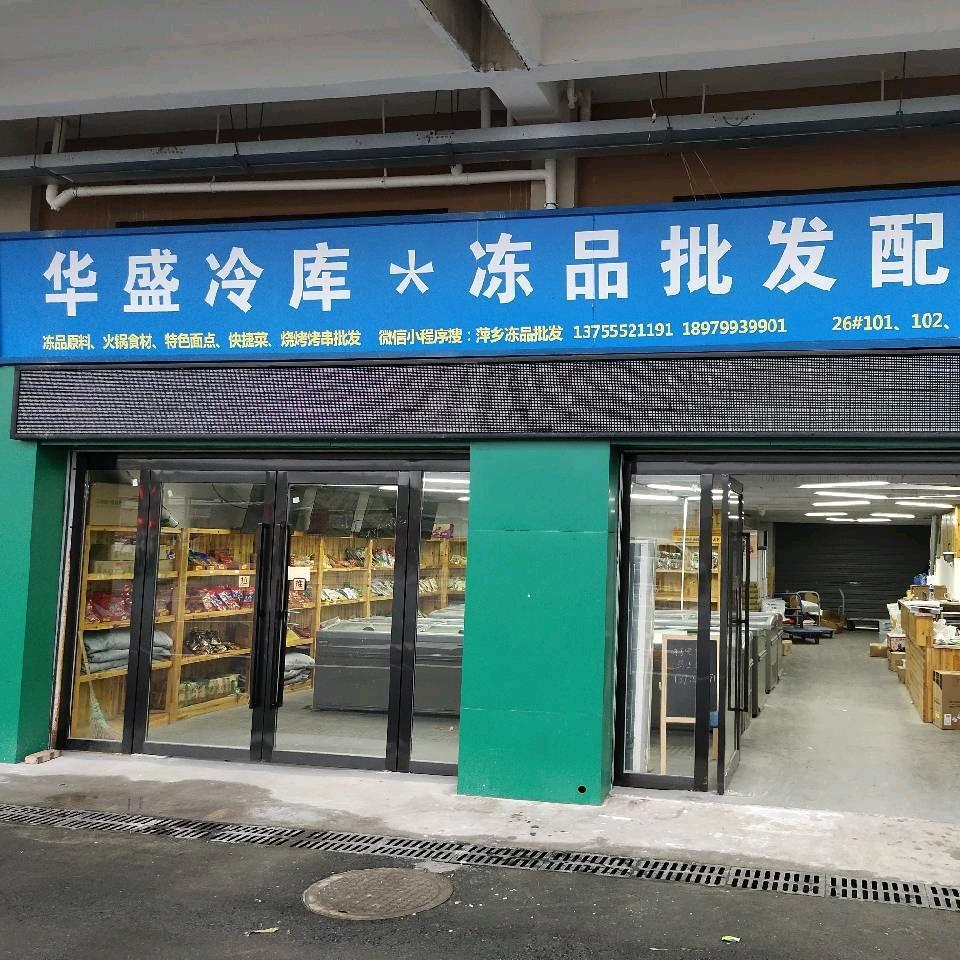 华盛冷库*冻品批发配
冻品原料、火锅食材、特色面点、快捷菜、烧烤烤串批发 微信小程序搜：萍乡冻品批发 13755521191 18979939901 26#101、102、
拉
推